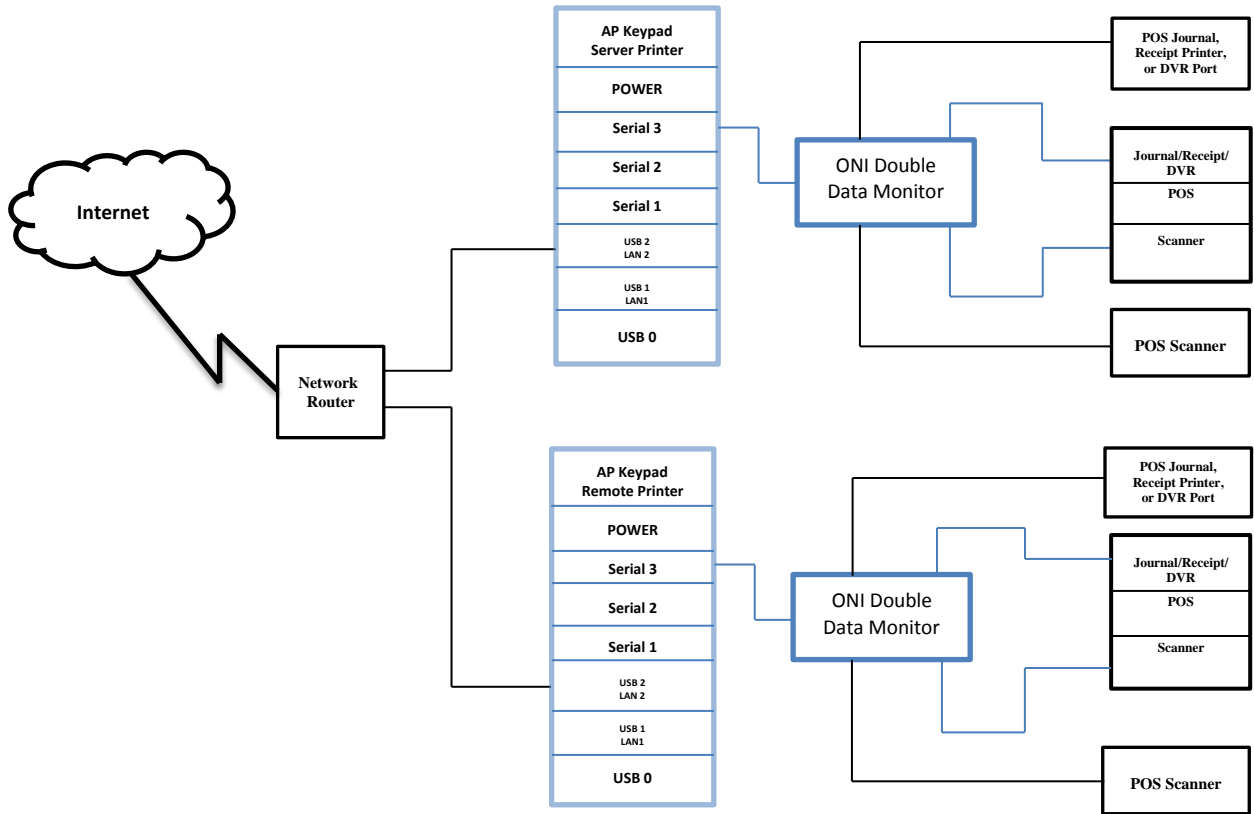 Internet
Network
Router
AP Keypad
Server Printer
POWER
Serial 3
Serial 2
Serial 1
USB 2
LAN 2
USB 1
LAN1
USB 0
ONI Double
Data Monitor
POS Journal,
Receipt Printer,
or DVR Port
Journal/Receipt/
DVR
POS
Scanner
POS Scanner
AP Keypad
Remote Printer
POWER
Serial 3
Serial 2
Serial 1
USB 2
LAN 2
USB 1
LAN1
USB 0
ONI Double
Data Monitor
POS Journal,
Receipt Printer,
or DVR Port
Journal/Receipt/
DVR
POS
Scanner
POS Scanner